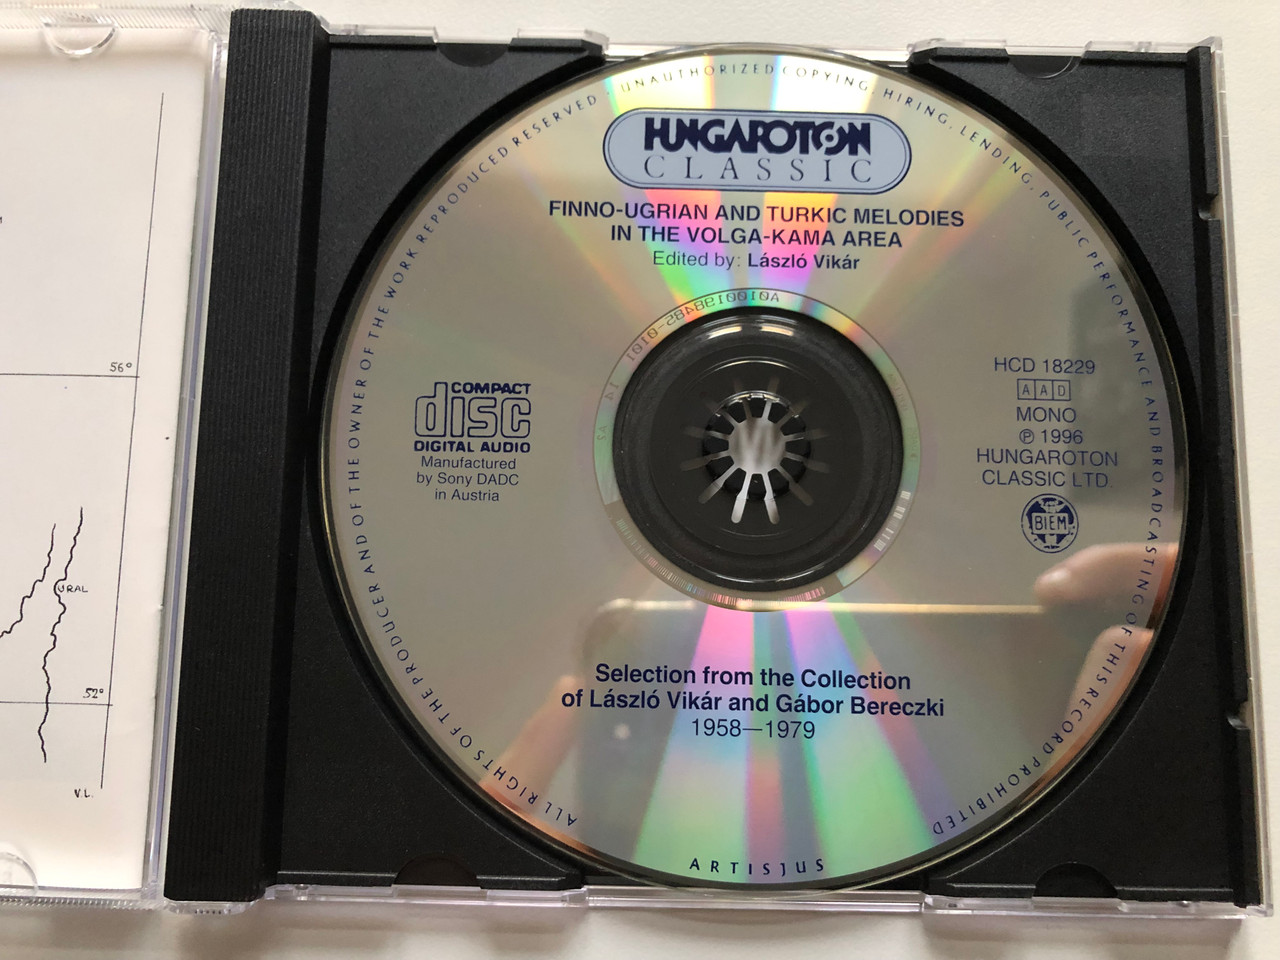 HUNGAROTON
CLASSIC
FINNO-UGRIAN AND TURKIC MELODIES
IN THE VOLGA-KAMA AREA
Edited by: László Vikár
COMPACT
disc
DIGITAL AUDIO
Manufactured
by Sony DADC
in Austria
HCD 18229
AAD
MONO
℗ 1996
HUNGAROTON
CLASSIC LTD.
BIEM
Selection from the Collection
of László Vikár and Gábor Bereczki
1958—1979
ALL RIGHTS OF THE PRODUCER AND OF THE OWNER OF THE WORK REPRODUCED RESERVED · UNAUTHORIZED COPYING, HIRING, LENDING, PUBLIC PERFORMANCE AND BROADCASTING OF THIS RECORD PROHIBITED
ARTISJUS
A0100198485-0101
14
A3
56°
URAL
52°
V.L.